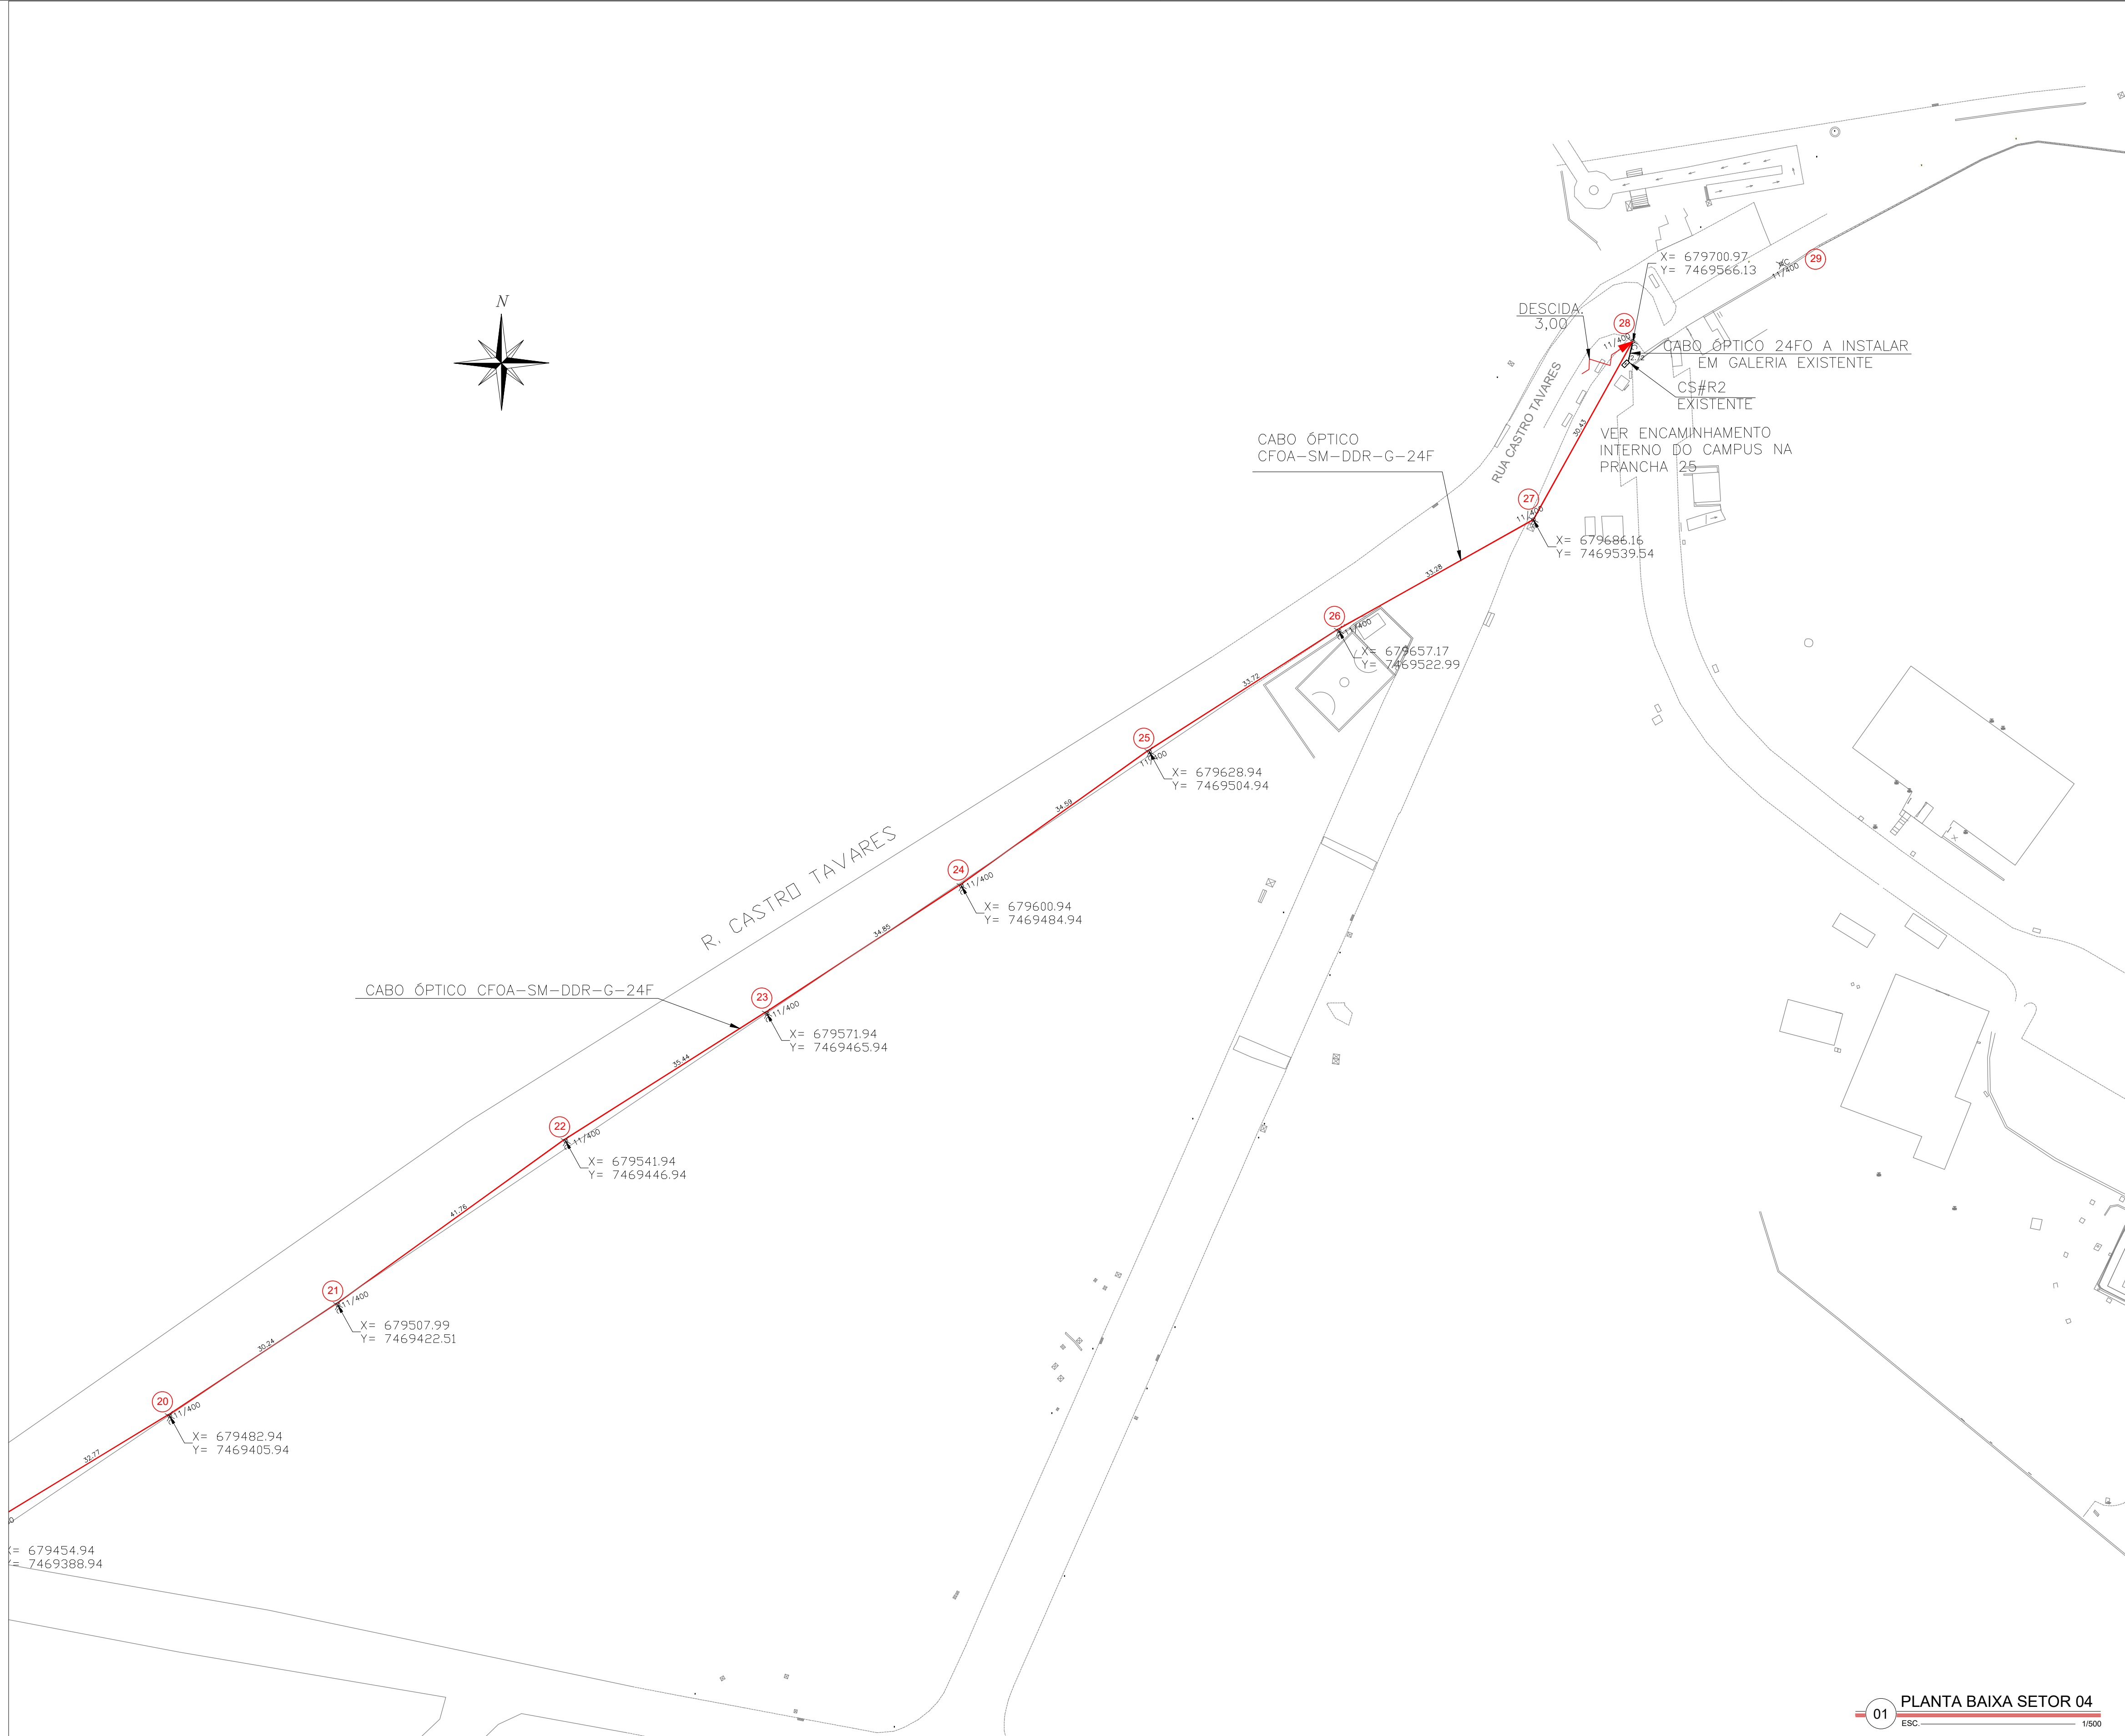 N
X= 679700.97
Y= 7469566.13
11/400
29
DESCIDA
3,00
28
11/400
CABO ÓPTICO 24FO A INSTALAR
EM GALERIA EXISTENTE
CS#R2
EXISTENTE
RUA CASTRO TAVARES
30.43
VER ENCAMINHAMENTO
INTERNO DO CAMPUS NA
PRANCHA 25
CABO ÓPTICO
CFOA-SM-DDR-G-24F
27
11/400
X= 679686.16
Y= 7469539.54
33.28
26
11/400
X= 679657.17
Y= 7469522.99
33.72
25
11/400
X= 679628.94
Y= 7469504.94
34.59
R. CASTRO TAVARES
24
11/400
X= 679600.94
Y= 7469484.94
34.85
CABO ÓPTICO CFOA-SM-DDR-G-24F
23
11/400
X= 679571.94
Y= 7469465.94
35.44
22
11/400
X= 679541.94
Y= 7469446.94
41.76
21
11/400
X= 679507.99
Y= 7469422.51
30.24
20
11/400
X= 679482.94
Y= 7469405.94
32.77
X= 679454.94
Y= 7469388.94
01
PLANTA BAIXA SETOR 04
ESC. 1/500